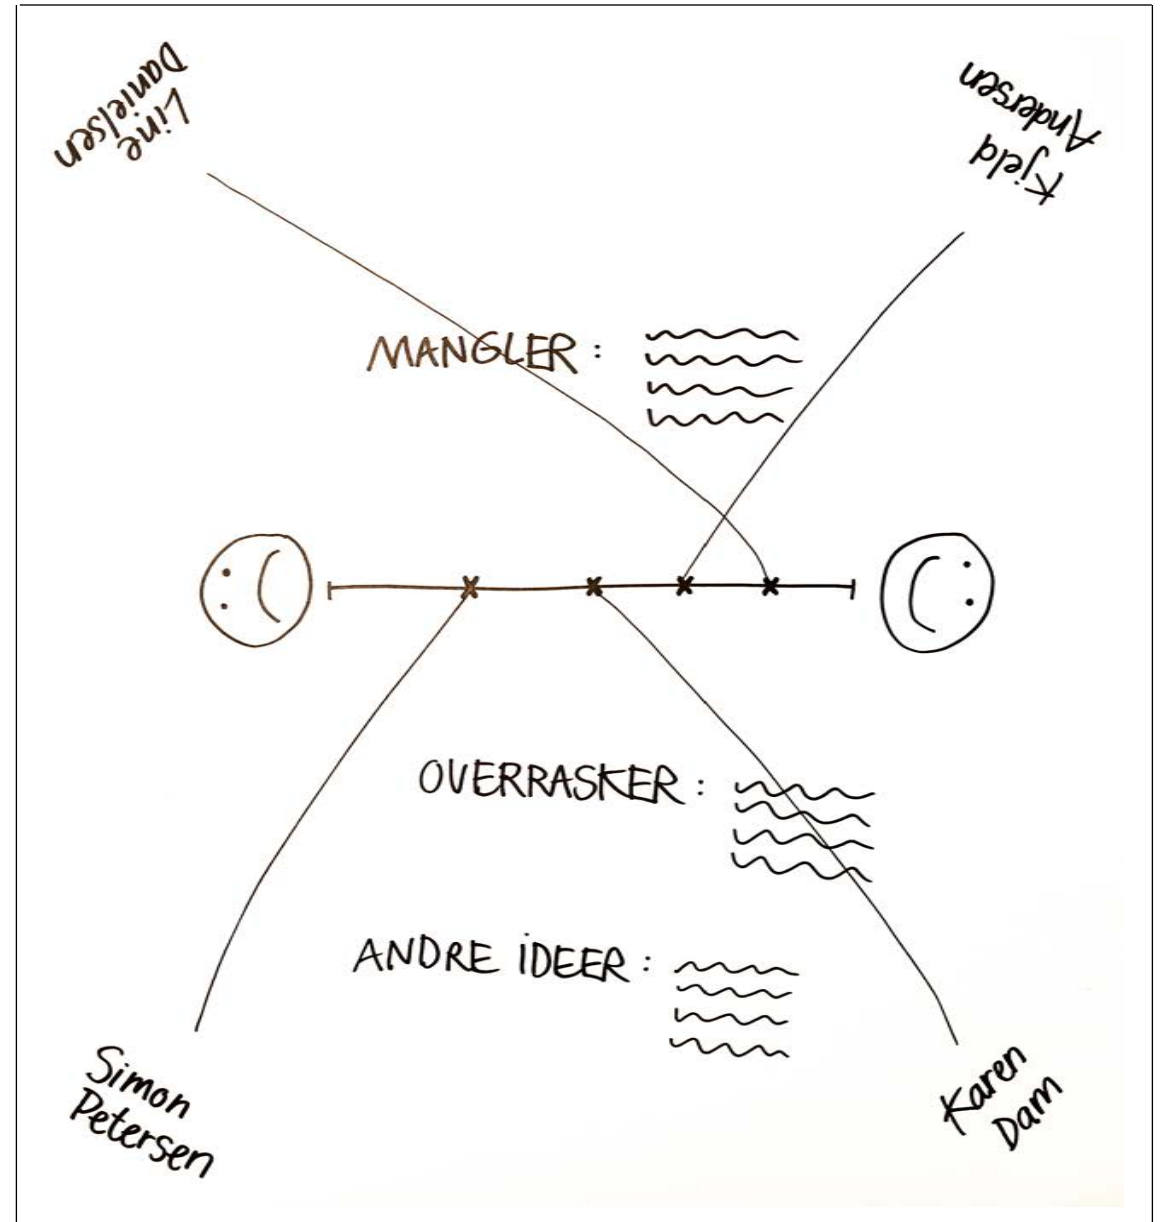 Line
Danielsen
Kjeld
Andersen
MANGLER:
OVERRASKER:
ANDRE IDEER:
Simon
Petersen
Karen
Dam